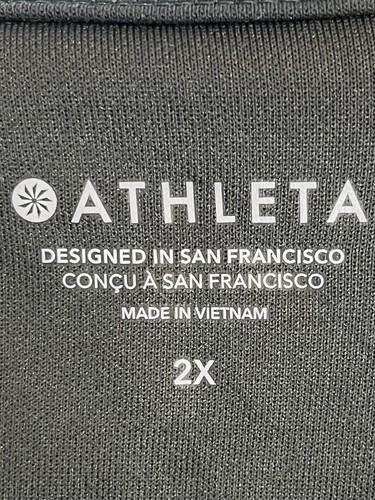 ATHLETA
DESIGNED IN SAN FRANCISCO
CONÇU À SAN FRANCISCO
MADE IN VIETNAM
2X